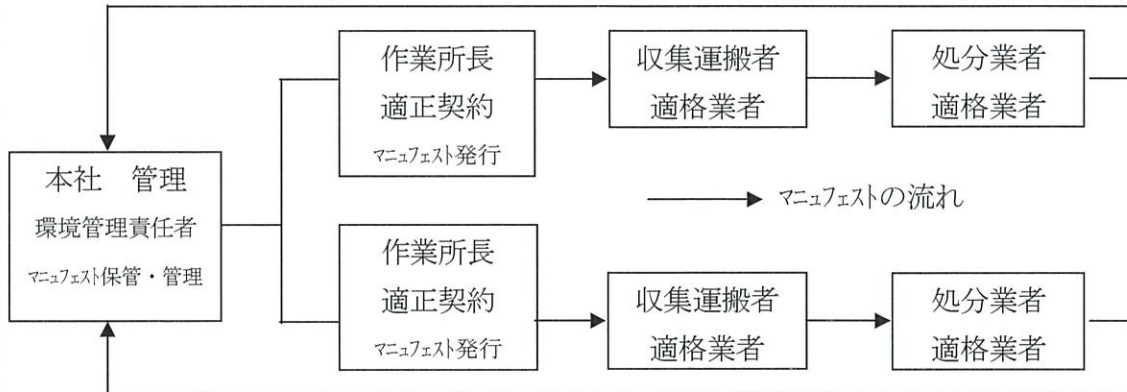 作業所長
適正契約
マニュフェスト発行
収集運搬者
適格業者
処分業者
適格業者
本社　管理
環境管理責任者
マニュフェスト保管・管理
マニュフェストの流れ
作業所長
適正契約
マニュフェスト発行
収集運搬者
適格業者
処分業者
適格業者